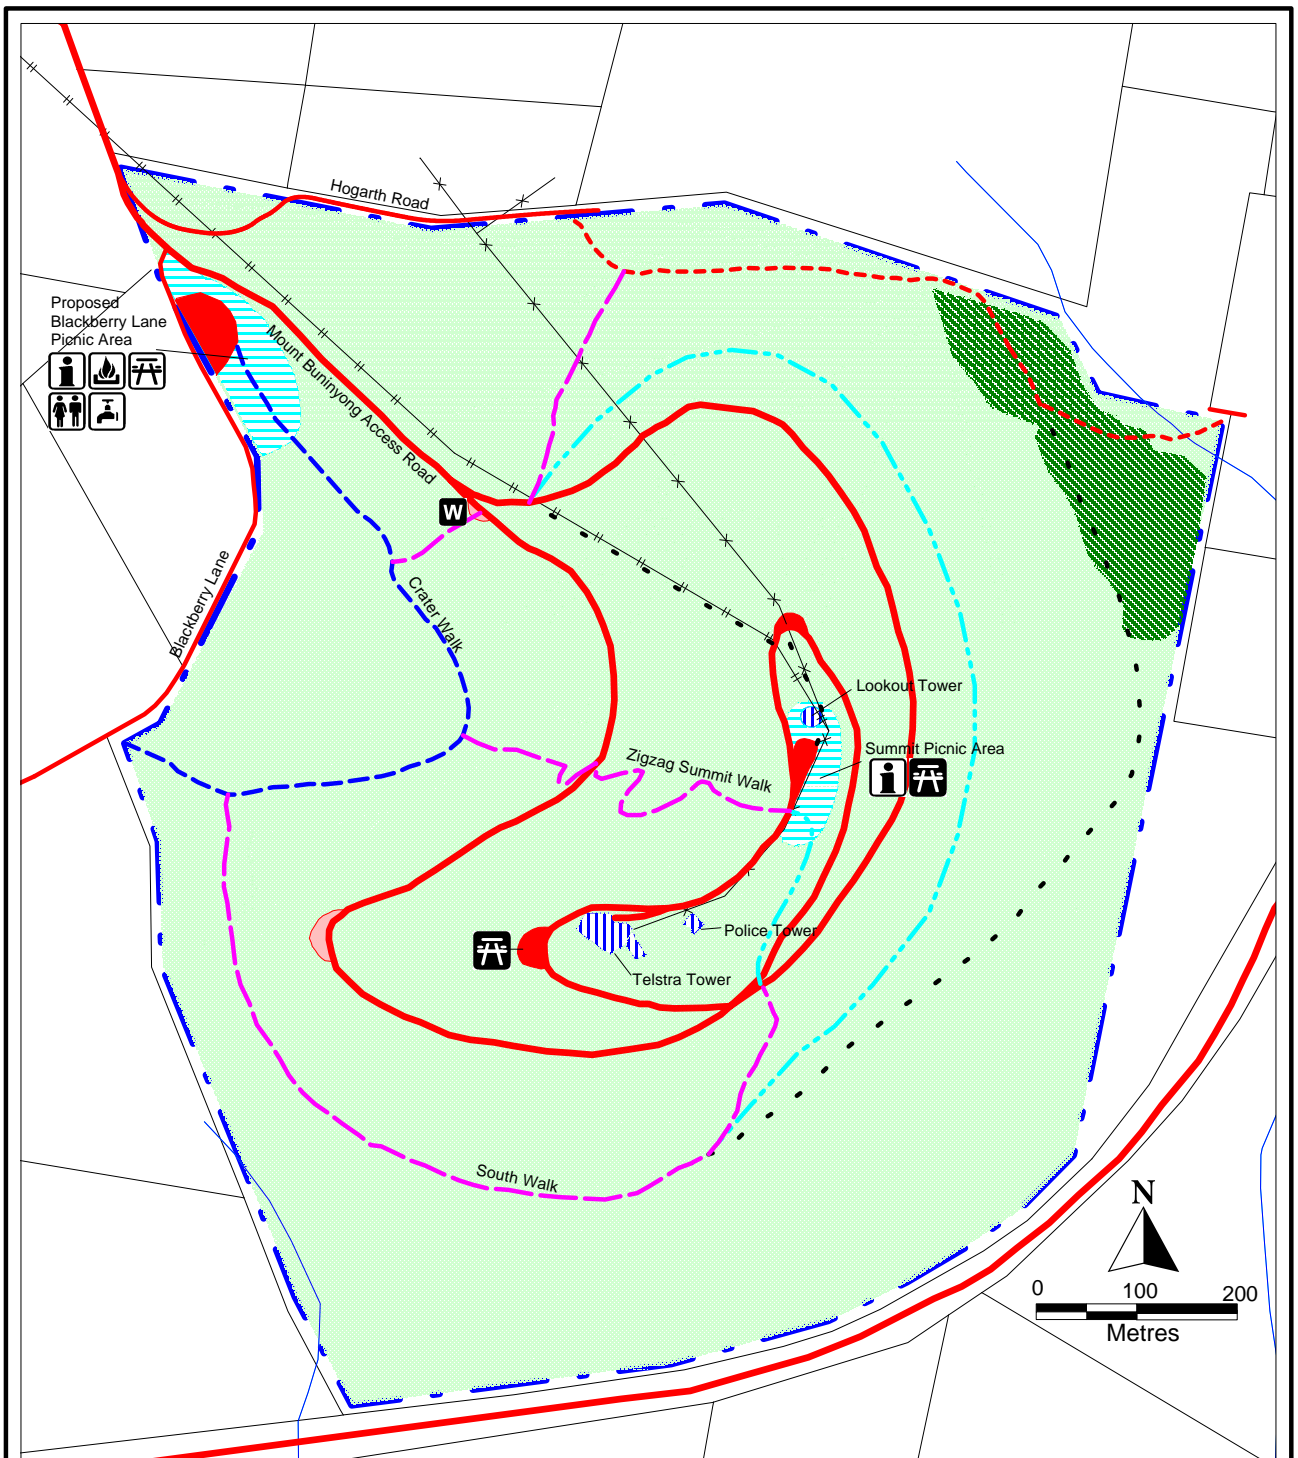 Hogarth Road
Proposed
Blackberry Lane
Picnic Area
Mount Buninyong Access Road
W
Blackberry Lane
Crater Walk
Lookout Tower
Summit Picnic Area
Zigzag Summit Walk
Police Tower
Telstra Tower
South Walk
N
0 100 200
Metres